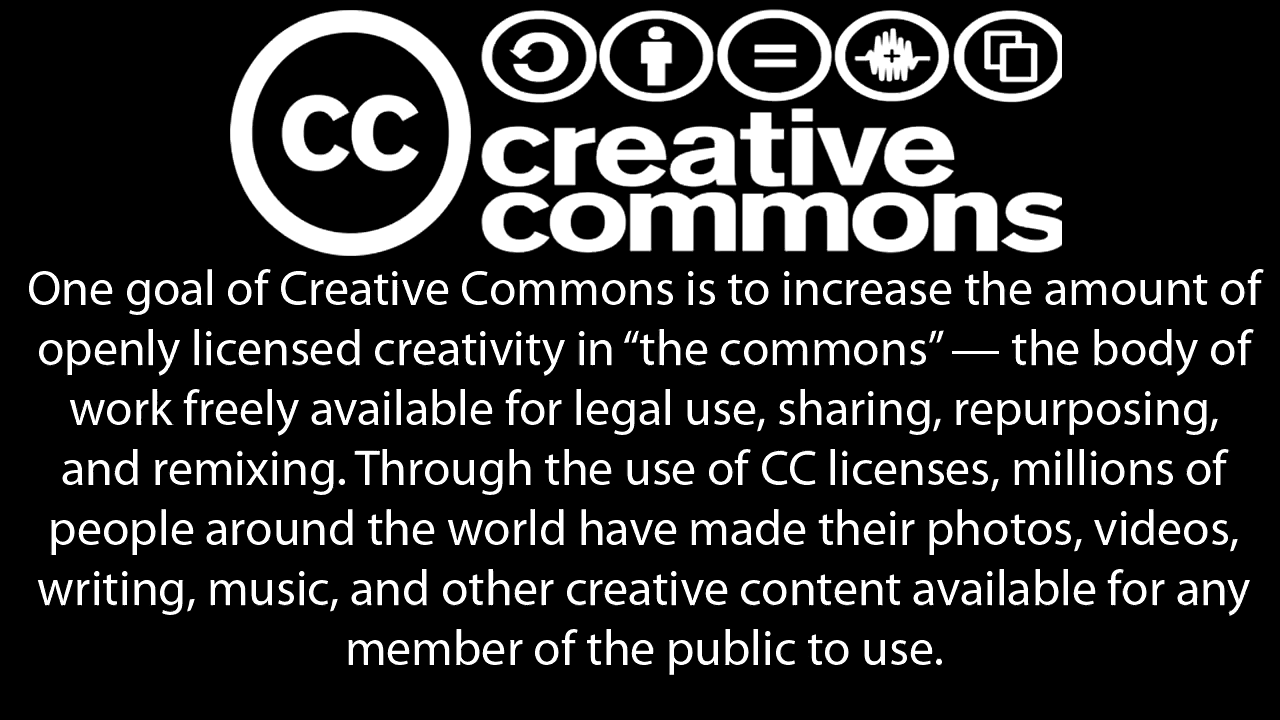 cc
creative
commons
One goal of Creative Commons is to increase the amount of
openly licensed creativity in “the commons” — the body of
work freely available for legal use, sharing, repurposing,
and remixing. Through the use of CC licenses, millions of
people around the world have made their photos, videos,
writing, music, and other creative content available for any
member of the public to use.